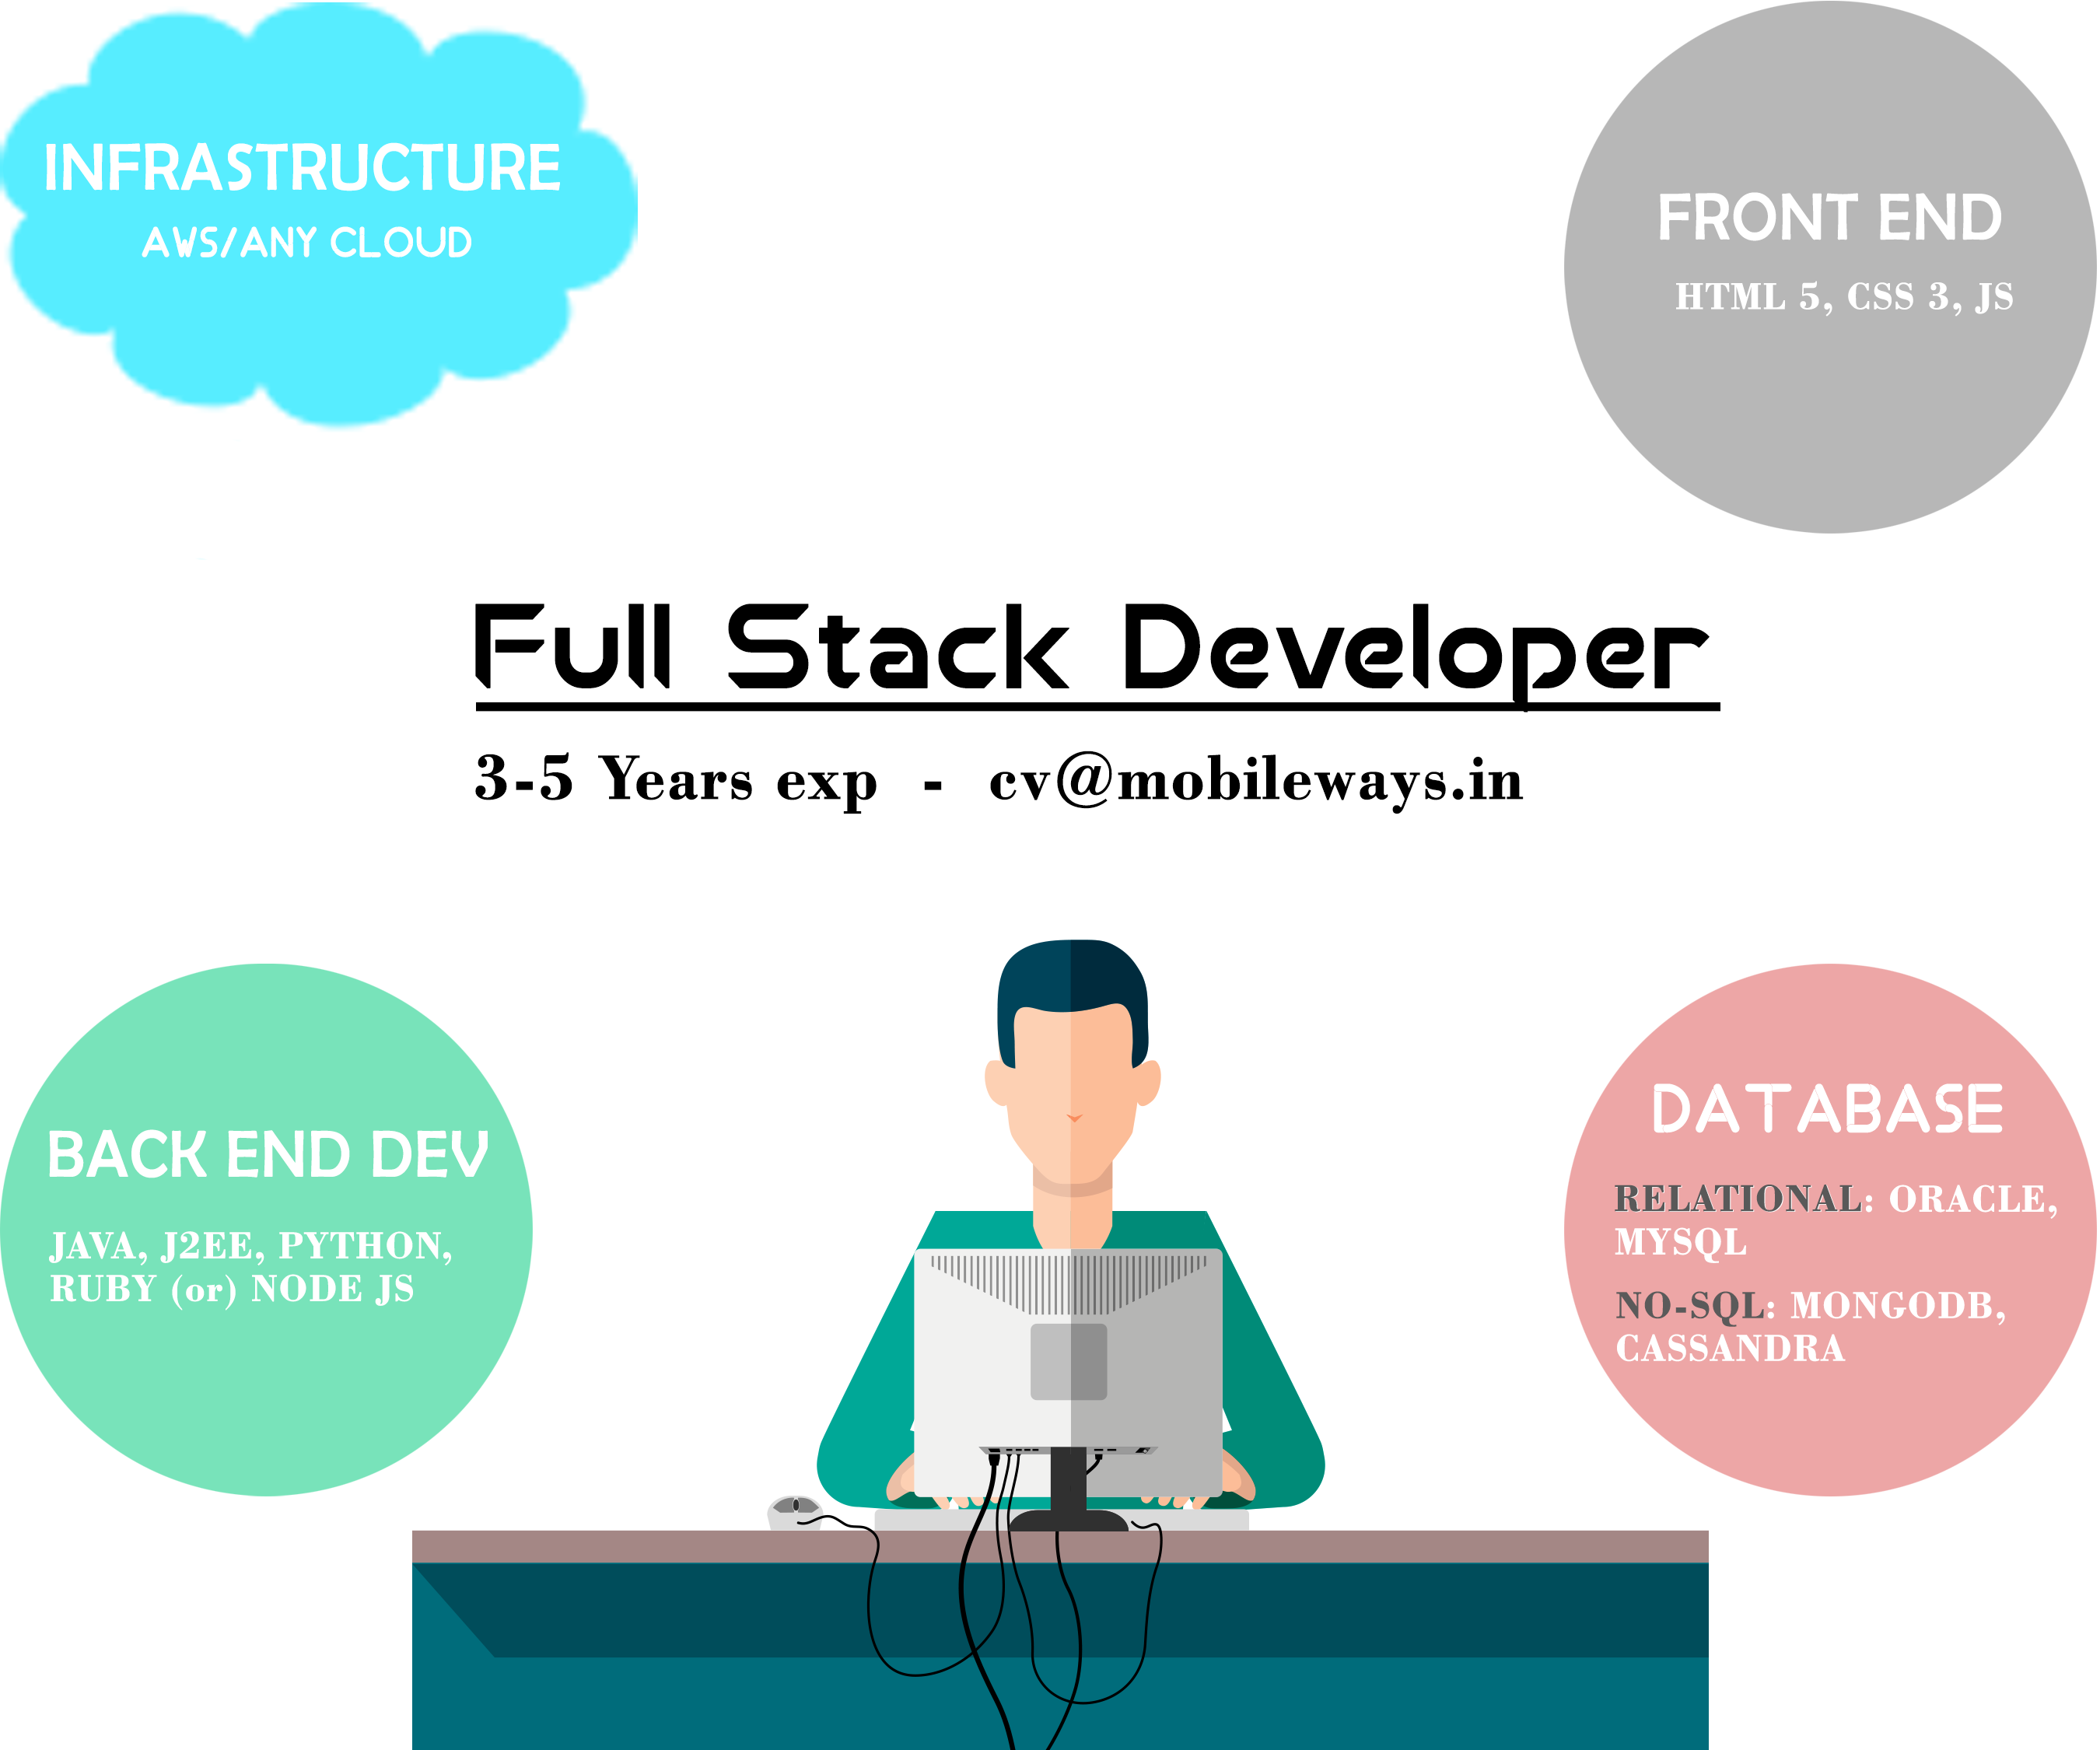 INFRASTRUCTURE
AWS/ANY CLOUD
FRONT END
HTML 5, CSS 3, JS
Full Stack Developer
3-5 Years exp - cv@mobileways.in
BACK END DEV
JAVA, J2EE, PYTHON,
RUBY (or) NODE JS
DATABASE
RELATIONAL: ORACLE,
MYSQL
NO-SQL: MONGODB,
CASSANDRA